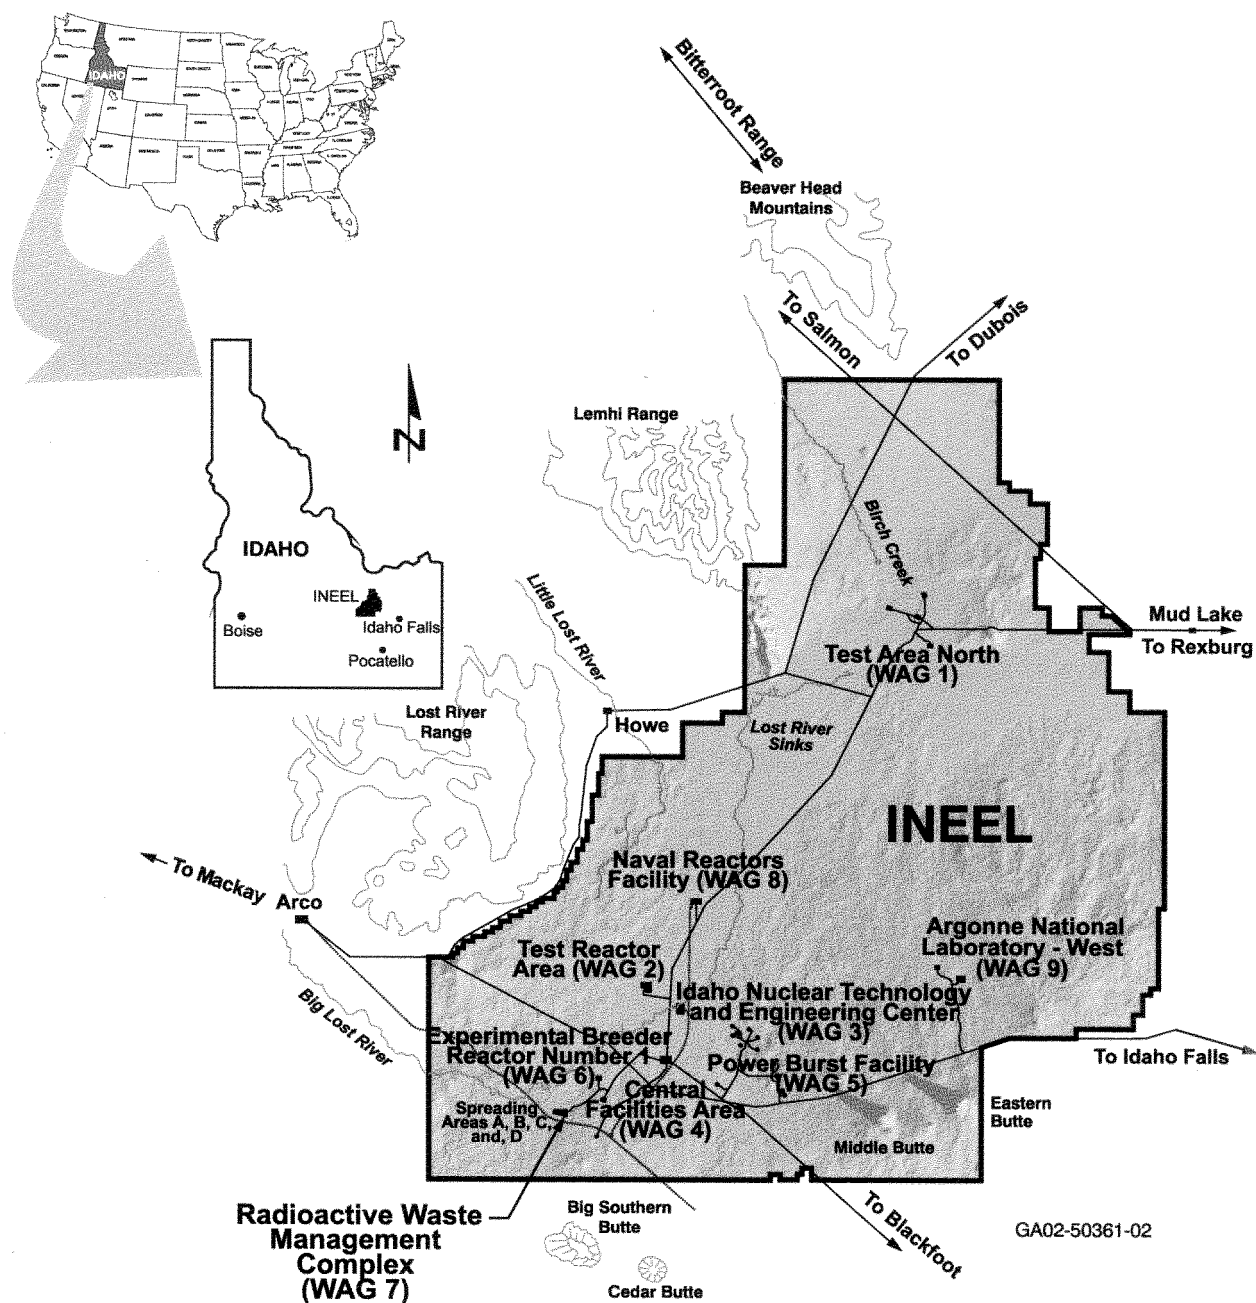 IDAHO
Bitterroot Range
Beaver Head
Mountains
To Salmon
To Dubois
N
Lemhi Range
Birch Creek
IDAHO
INEEL
Boise
Idaho Falls
Pocatello
Little Lost River
Mud Lake
To Rexburg
Test Area North
(WAG 1)
Lost River
Range
Howe
Lost River
Sinks
INEEL
To Mackay
Arco
Naval Reactors
Facility (WAG 8)
Argonne National
Laboratory - West
(WAG 9)
Test Reactor
Area (WAG 2)
Idaho Nuclear Technology
and Engineering Center
(WAG 3)
Big Lost River
Experimental Breeder
Reactor Number 1
(WAG 6)
Power Burst Facility
(WAG 5)
To Idaho Falls
Central
Facilities Area
(WAG 4)
Spreading
Areas A, B, C,
and, D
Eastern
Butte
Middle Butte
Radioactive Waste
Management
Complex
(WAG 7)
Big Southern
Butte
Cedar Butte
To Blackfoot
GA02-50361-02